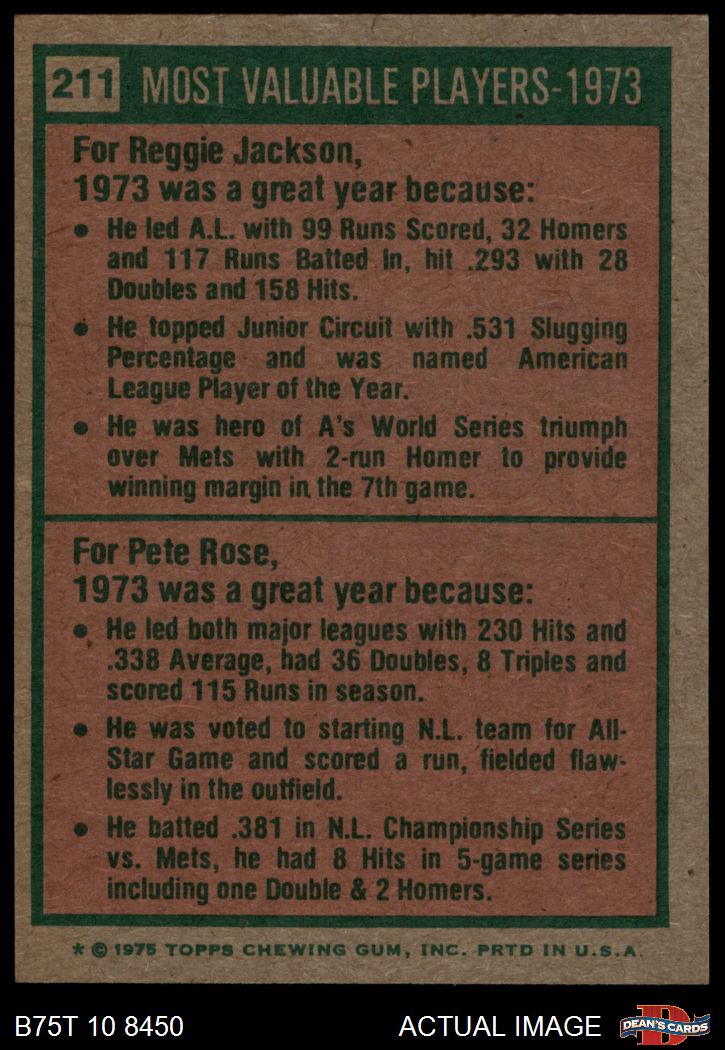 211 MOST VALUABLE PLAYERS-1973
For Reggie Jackson,
1973 was a great year because:
• He led A.L. with 99 Runs Scored, 32 Homers
and 117 Runs Batted In, hit .293 with 28
Doubles and 158 Hits.
• He topped Junior Circuit with .531 Slugging
Percentage and was named American
League Player of the Year.
• He was hero of A's World Series triumph
over Mets with 2-run Homer to provide
winning margin in the 7th game.
For Pete Rose,
1973 was a great year because:
• He led both major leagues with 230 Hits and
.338 Average, had 36 Doubles, 8 Triples and
scored 115 Runs in season.
• He was voted to starting N.L. team for All-
Star Game and scored a run, fielded flaw-
lessly in the outfield.
• He batted .381 in N.L. Championship Series
vs. Mets, he had 8 Hits in 5-game series
including one Double & 2 Homers.
* © 1975 TOPPS CHEWING GUM, INC. PRTD IN U.S.A.
B75T 10 8450 ACTUAL IMAGE DEAN'S CARDS